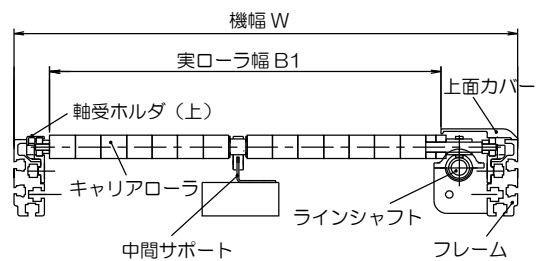 機幅 W
実ローラ幅 B1
上面カバー
軸受ホルダ（上）
キャリアローラ
ラインシャフト
中間サポート
フレーム